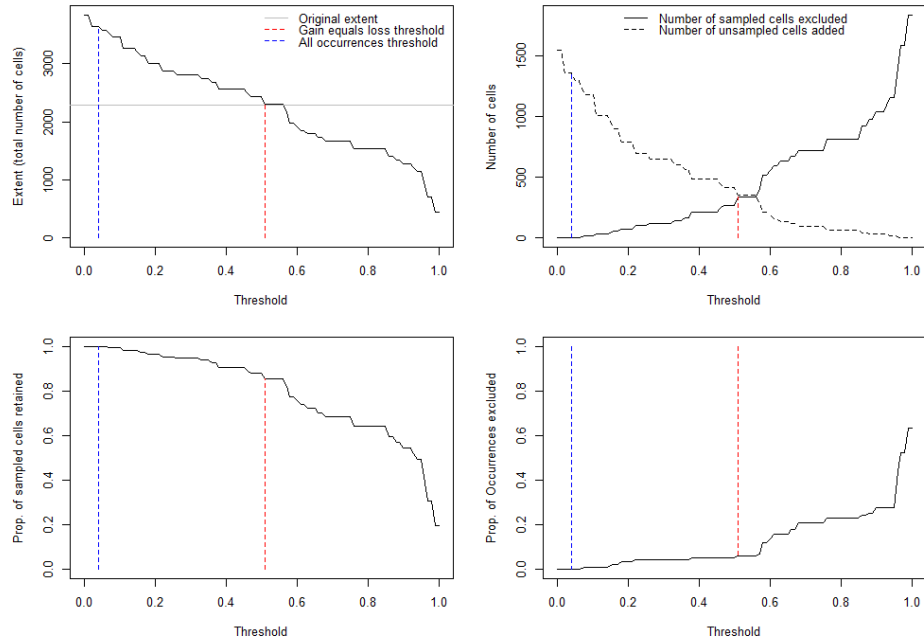 Original extent
Gain equals loss threshold
All occurrences threshold
Extent (total number of cells)
3000
2000
1000
0
0.0 0.2 0.4 0.6 0.8 1.0
Threshold
Number of sampled cells excluded
Number of unsampled cells added
Number of cells
1500
1000
500
0
0.0 0.2 0.4 0.6 0.8 1.0
Threshold
Prop. of sampled cells retained
1.0
0.8
0.6
0.4
0.2
0.0
0.0 0.2 0.4 0.6 0.8 1.0
Threshold
Prop. of Occurrences excluded
1.0
0.8
0.6
0.4
0.2
0.0
0.0 0.2 0.4 0.6 0.8 1.0
Threshold